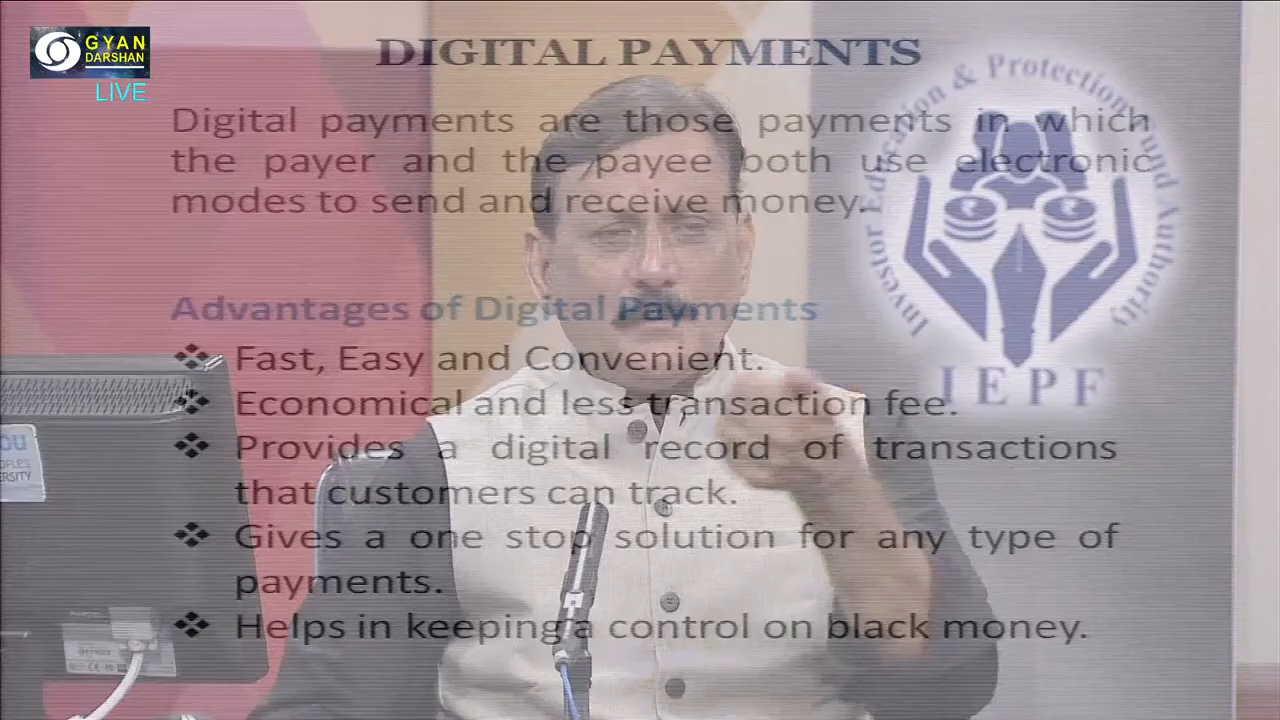 GYAN
DARSHAN
LIVE
DIGITAL PAYMENTS
Investor Education & Protection Fund Authority
Digital payments are those payments in which
the payer and the payee both use electronic
modes to send and receive money.
Advantages of Digital Payments
❖ Fast, Easy and Convenient.
IEPF
❖ Economical and less transaction fee.
❖ Provides a digital record of transactions
that customers can track.
❖ Gives a one stop solution for any type of
payments.
❖ Helps in keeping a control on black money.
OU
OPLE'S
ERSITY